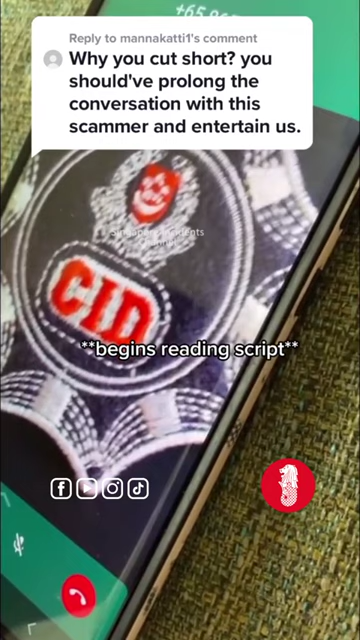 Reply to mannakatti1's comment
Why you cut short? you
should've prolong the
conversation with this
scammer and entertain us.
CID
**begins reading script**